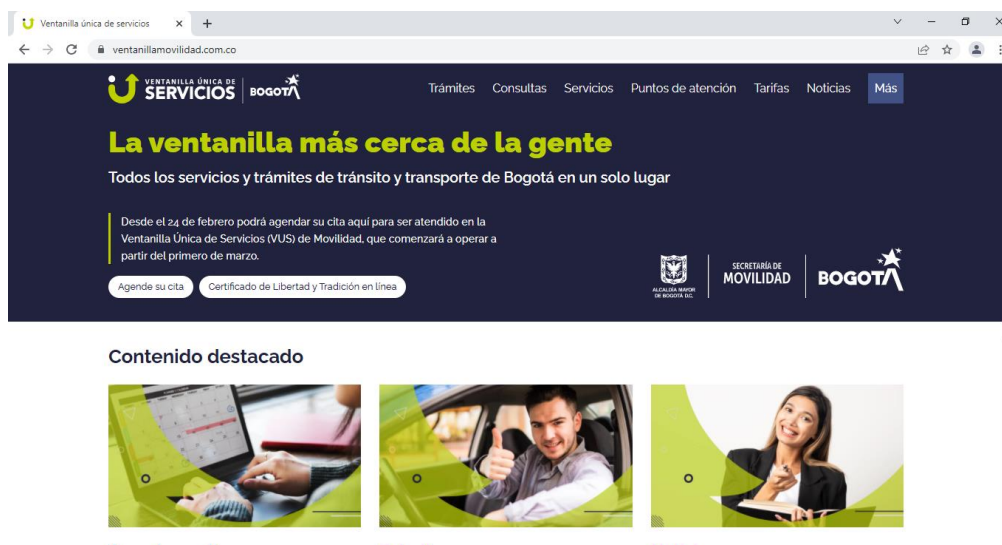 Ventanilla única de servicios
ventanillamovilidad.com.co
VENTANILLA ÚNICA DE
SERVICIOS
BOGOTÁ
Trámites Consultas Servicios Puntos de atención Tarifas Noticias Más
La ventanilla más cerca de la gente
Todos los servicios y trámites de tránsito y transporte de Bogotá en un solo lugar
Desde el 24 de febrero podrá agendar su cita aquí para ser atendido en la
Ventanilla Única de Servicios (VUS) de Movilidad, que comenzará a operar a
partir del primero de marzo.
Agende su cita Certificado de Libertad y Tradición en línea
ALCALDÍA MAYOR
DE BOGOTÁ D.C.
SECRETARÍA DE
MOVILIDAD
BOGOTÁ
Contenido destacado